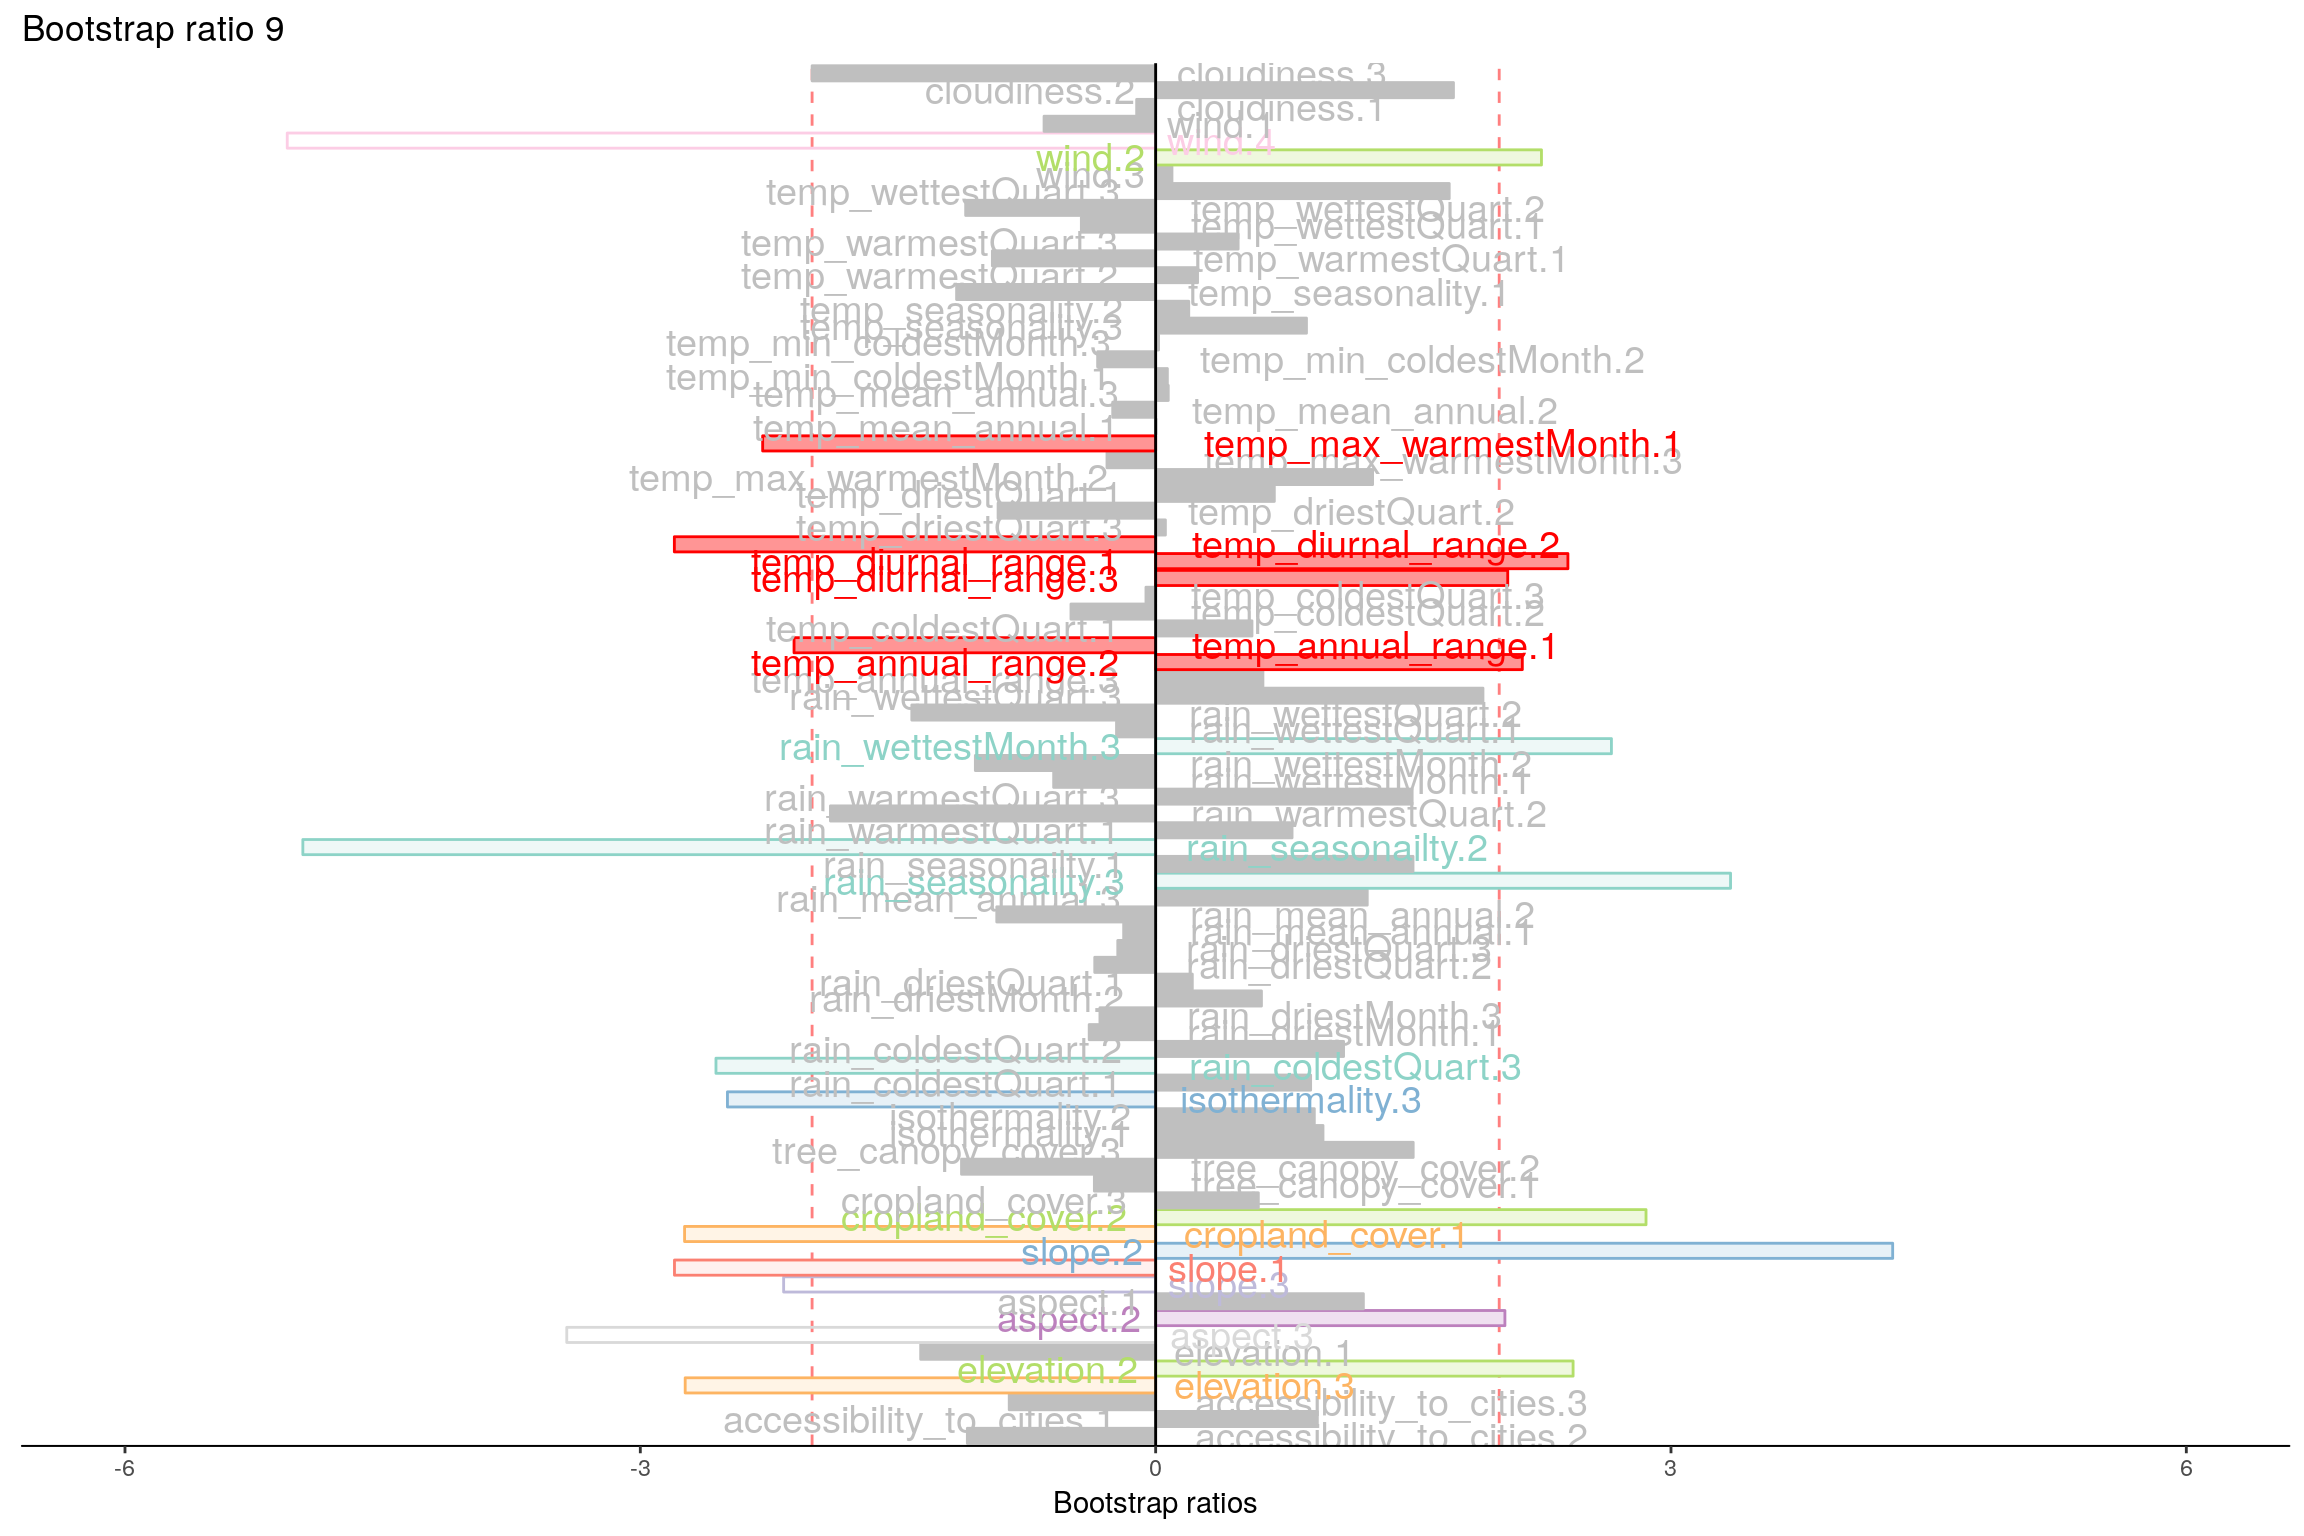 Bootstrap ratio 9
cloudiness.3
cloudiness.2
cloudiness.1
wind.1
wind.4
wind.2
wind.3
temp_wettestQuart.3
temp_wettestQuart.2
temp_wettestQuart.1
temp_warmestQuart.3
temp_warmestQuart.1
temp_warmestQuart.2
temp_seasonality.1
temp_seasonality.2
temp_seasonality.3
temp_min_coldestMonth.3
temp_min_coldestMonth.2
temp_min_coldestMonth.1
temp_mean_annual.3
temp_mean_annual.2
temp_mean_annual.1
temp_max_warmestMonth.1
temp_max_warmestMonth.3
temp_max_warmestMonth.2
temp_driestQuart.1
temp_driestQuart.2
temp_driestQuart.3
temp_diurnal_range.2
temp_diurnal_range.1
temp_diurnal_range.3
temp_coldestQuart.3
temp_coldestQuart.2
temp_coldestQuart.1
temp_annual_range.1
temp_annual_range.2
temp_annual_range.3
rain_wettestQuart.3
rain_wettestQuart.2
rain_wettestQuart.1
rain_wettestMonth.3
rain_wettestMonth.2
rain_wettestMonth.1
rain_warmestQuart.3
rain_warmestQuart.2
rain_warmestQuart.1
rain_seasonailty.2
rain_seasonailty.1
rain_seasonailty.3
rain_mean_annual.3
rain_mean_annual.2
rain_mean_annual.1
rain_driestQuart.3
rain_driestQuart.2
rain_driestQuart.1
rain_driestMonth.2
rain_driestMonth.3
rain_driestMonth.1
rain_coldestQuart.2
rain_coldestQuart.3
rain_coldestQuart.1
isothermality.3
isothermality.2
isothermality.1
tree_canopy_cover.3
tree_canopy_cover.2
tree_canopy_cover.1
cropland_cover.3
cropland_cover.2
cropland_cover.1
slope.2
slope.1
slope.3
aspect.1
aspect.2
aspect.3
elevation.1
elevation.2
elevation.3
accessibility_to_cities.3
accessibility_to_cities.1
accessibility_to_cities.2
-6 -3 0 3 6
Bootstrap ratios